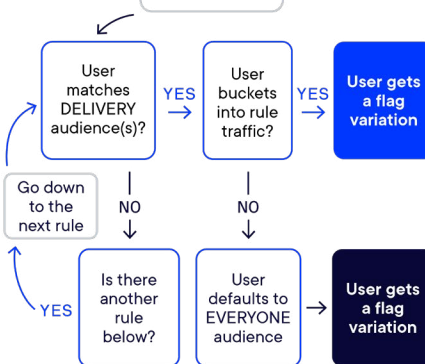 User
matches
DELIVERY
audience(s)?
YES
User
buckets
into rule
traffic?
YES
User gets
a flag
variation
Go down
to the
next rule
NO
NO
YES
Is there
another
rule
below?
User
defaults to
EVERYONE
audience
User gets
a flag
variation